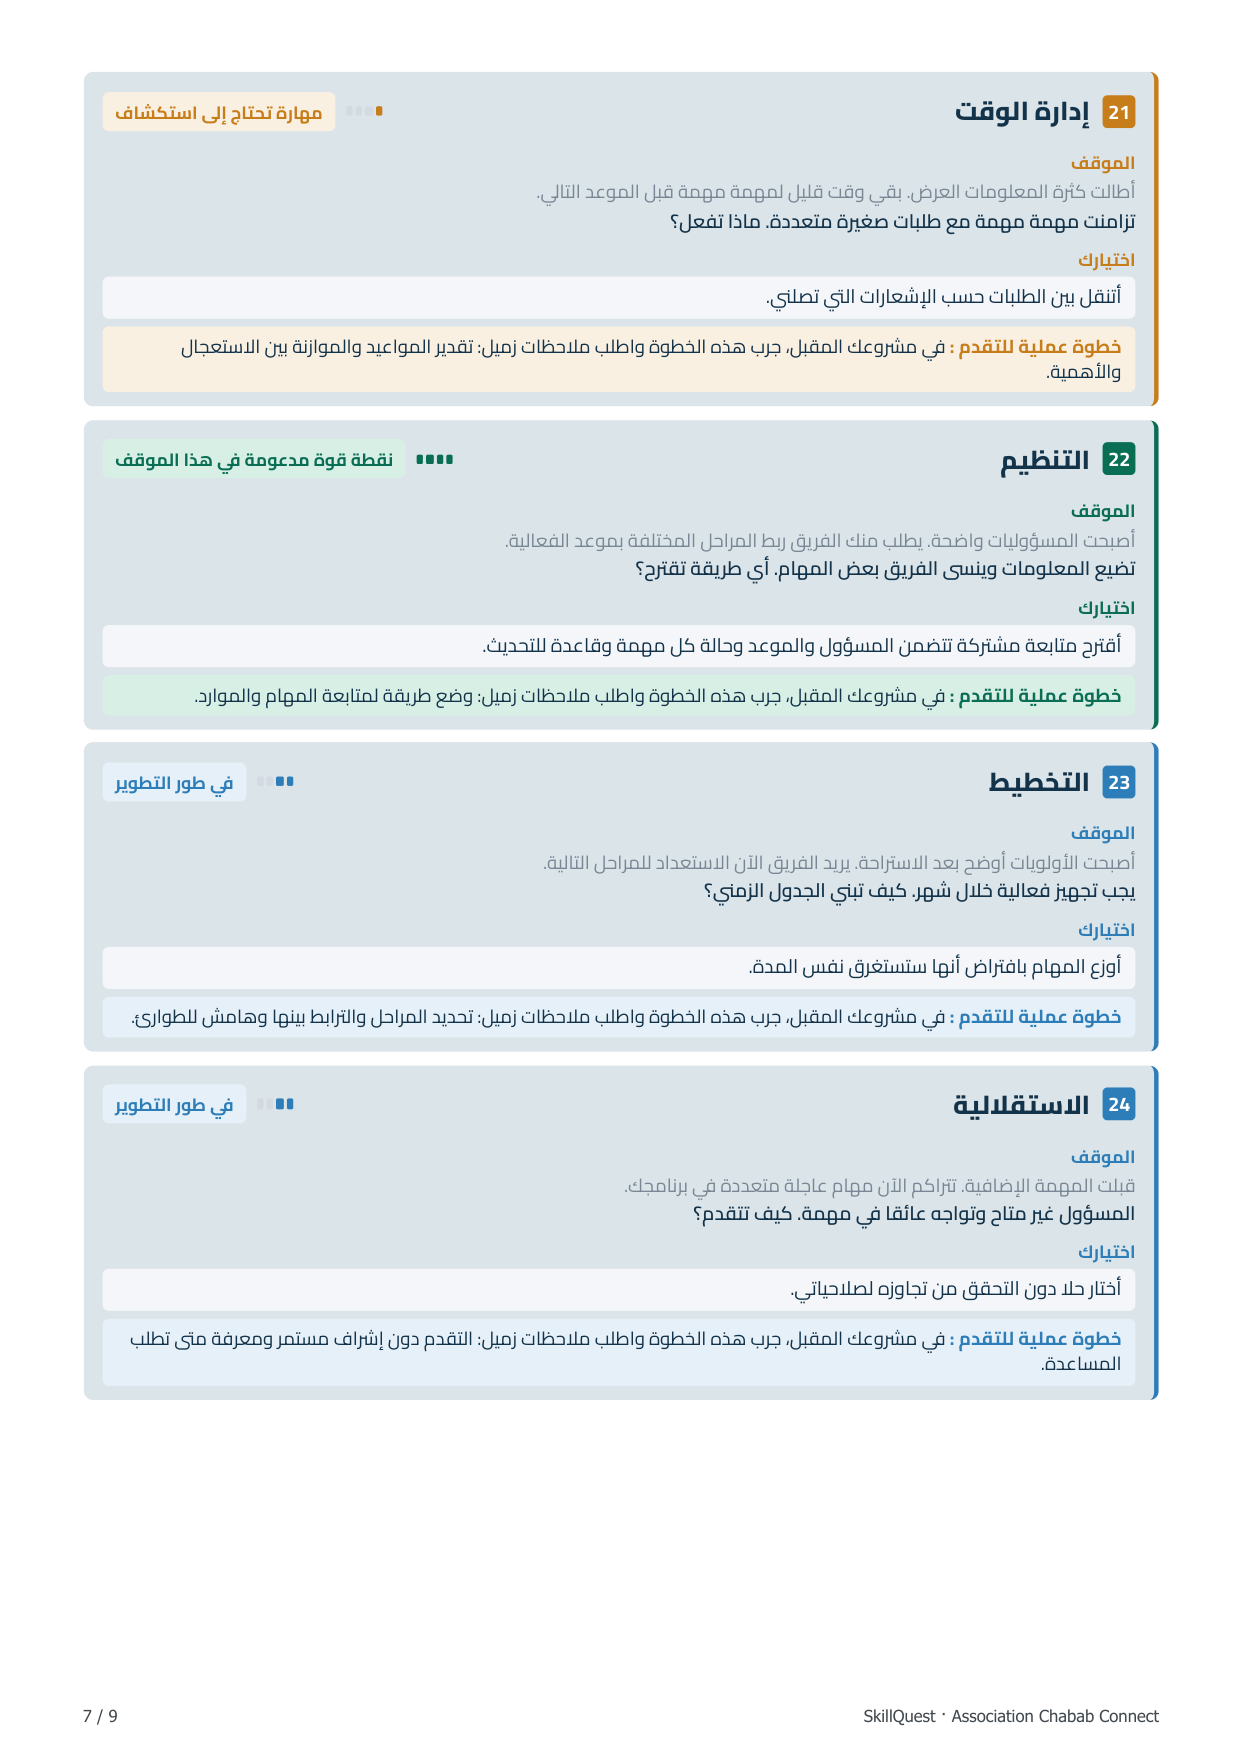 21 إدارة الوقت
مهارة تحتاج إلى استكشاف
الموقف
أطالت كثرة المعلومات العرض. بقي وقت قليل لمهمة مهمة قبل الموعد التالي.
تزامنت مهمة مهمة مع طلبات صغيرة متعددة. ماذا تفعل؟
اختيارك
أتنقل بين الطلبات حسب الإشعارات التي تصلني.
خطوة عملية للتقدم : في مشروعك المقبل، جرب هذه الخطوة واطلب ملاحظات زميل: تقدير المواعيد والموازنة بين الاستعجال
والأهمية.
22 التنظيم
نقطة قوة مدعومة في هذا الموقف
الموقف
أصبحت المسؤوليات واضحة. يطلب منك الفريق ربط المراحل المختلفة بموعد الفعالية.
تضيع المعلومات وينسى الفريق بعض المهام. أي طريقة تقترح؟
اختيارك
أقترح متابعة مشتركة تتضمن المسؤول والموعد وحالة كل مهمة وقاعدة للتحديث.
خطوة عملية للتقدم : في مشروعك المقبل، جرب هذه الخطوة واطلب ملاحظات زميل: وضع طريقة لمتابعة المهام والموارد.
23 التخطيط
في طور التطوير
الموقف
أصبحت الأولويات أوضح بعد الاستراحة. يريد الفريق الآن الاستعداد للمراحل التالية.
يجب تجهيز فعالية خلال شهر. كيف تبني الجدول الزمني؟
اختيارك
أوزع المهام بافتراض أنها ستستغرق نفس المدة.
خطوة عملية للتقدم : في مشروعك المقبل، جرب هذه الخطوة واطلب ملاحظات زميل: تحديد المراحل والترابط بينها وهامش للطوارئ.
24 الاستقلالية
في طور التطوير
الموقف
قبلت المهمة الإضافية. تتراكم الآن مهام عاجلة متعددة في برنامجك.
المسؤول غير متاح وتواجه عائقا في مهمة. كيف تتقدم؟
اختيارك
أختار حلا دون التحقق من تجاوزه لصلاحياتي.
خطوة عملية للتقدم : في مشروعك المقبل، جرب هذه الخطوة واطلب ملاحظات زميل: التقدم دون إشراف مستمر ومعرفة متى تطلب
المساعدة.
7 / 9
SkillQuest · Association Chabab Connect